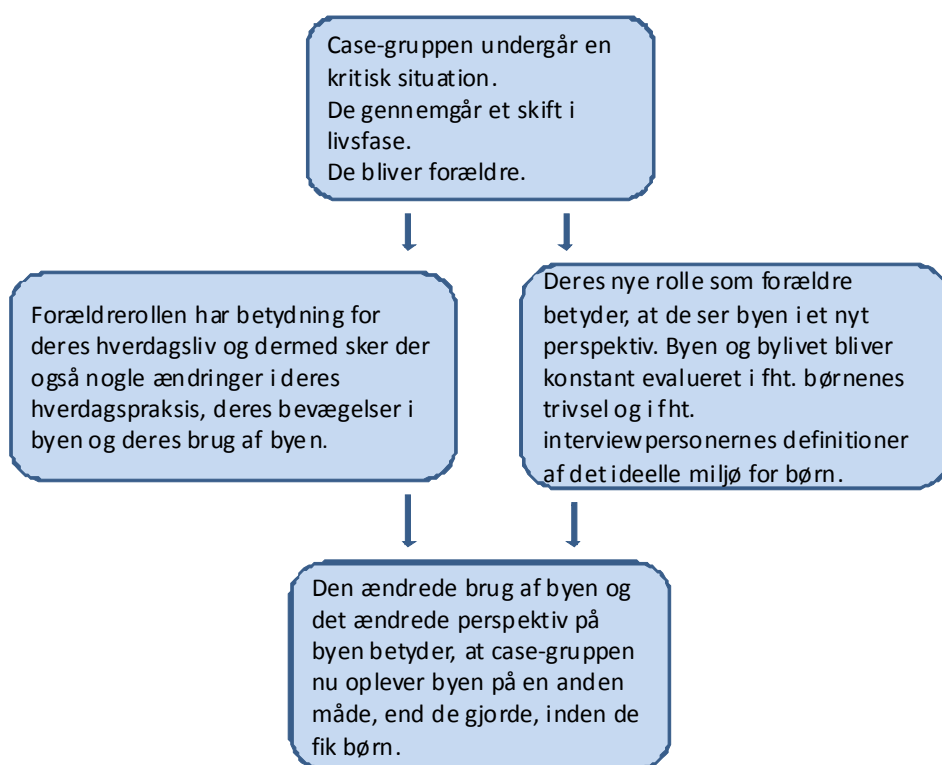 Case-gruppen undergår en
kritisk situation.
De gennemgår et skift i
livsfase.
De bliver forældre.
Forældrerollen har betydning for
deres hverdagsliv og dermed sker der
også nogle ændringer i deres
hverdagspraksis, deres bevægelser i
byen og deres brug af byen.
Deres nye rolle som forældre
betyder, at de ser byen i et nyt
perspektiv. Byen og bylivet bliver
konstant evalueret i fht. børnenes
trivsel og i fht.
interviewpersonernes definitioner
af det ideelle miljø for børn.
Den ændrede brug af byen og
det ændrede perspektiv på
byen betyder, at case-gruppen
nu oplever byen på en anden
måde, end de gjorde, inden de
fik børn.